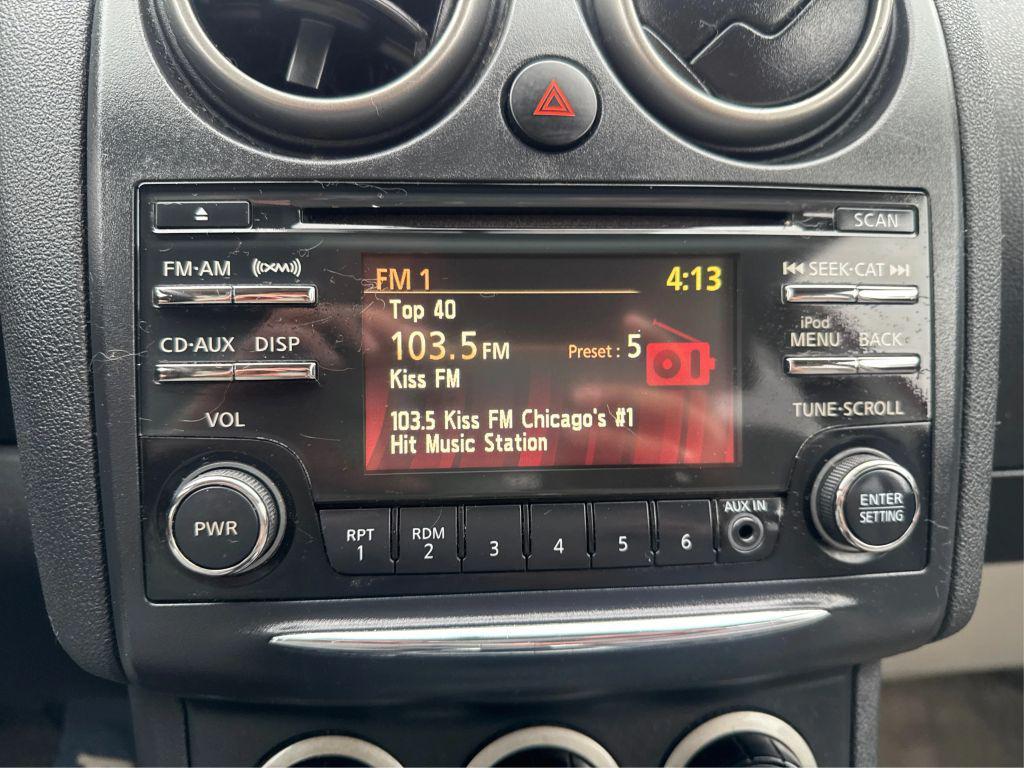 SCAN
FM·AM ((XM)) SEEK·CAT
FM 1 4:13
Top 40
iPod
CD·AUX DISP 103.5 FM Preset : 5 MENU BACK
Kiss FM
VOL 103.5 Kiss FM Chicago's #1 TUNE·SCROLL
Hit Music Station
PWR RPT RDM AUX IN ENTER
1 2 3 4 5 6 SETTING